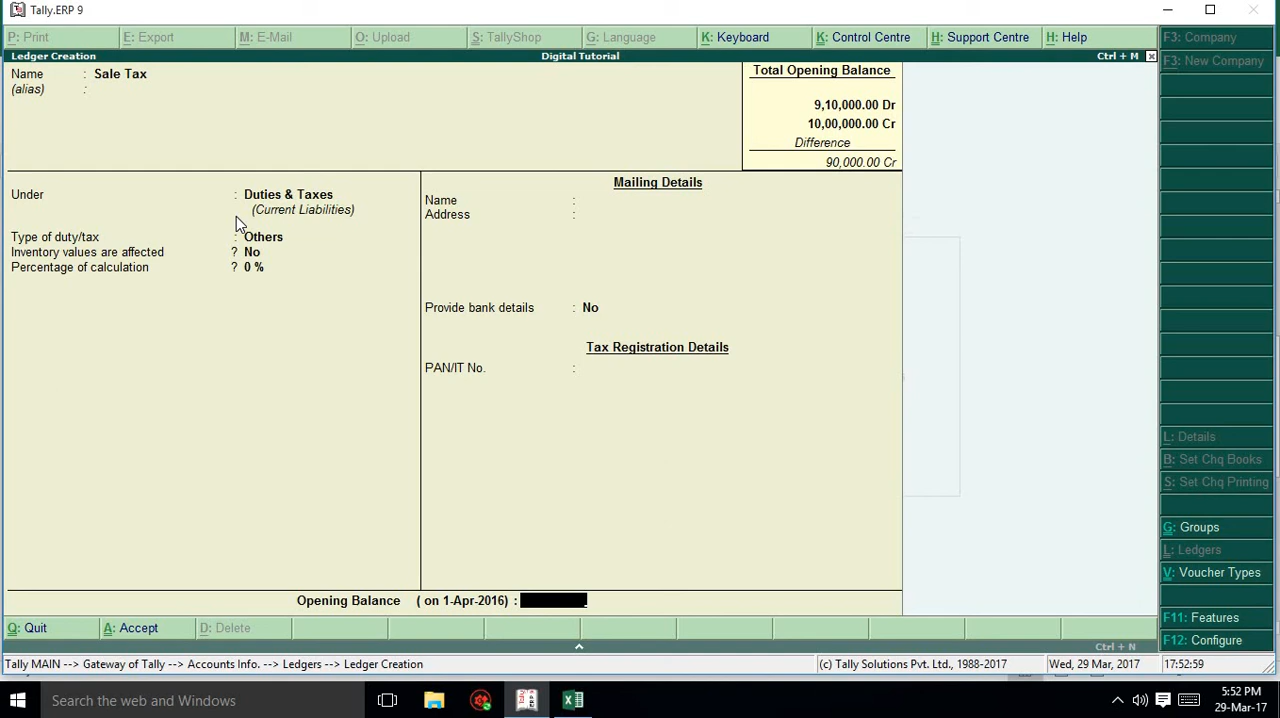 Tally.ERP 9
P: Print
E: Export
M: E-Mail
O: Upload
S: TallyShop
G: Language
K: Keyboard
K: Control Centre
H: Support Centre
H: Help
F3: Company
Ledger Creation
Digital Tutorial
Ctrl + M
F3: New Company
Name : Sale Tax
(alias) :
Total Opening Balance
9,10,000.00 Dr
10,00,000.00 Cr
Difference
90,000.00 Cr
Under : Duties & Taxes
(Current Liabilities)
Type of duty/tax : Others
Inventory values are affected ? No
Percentage of calculation ? 0 %
Mailing Details
Name :
Address :
Provide bank details : No
Tax Registration Details
PAN/IT No. :
L: Details
B: Set Chq Books
S: Set Chq Printing
G: Groups
L: Ledgers
V: Voucher Types
F11: Features
F12: Configure
Opening Balance ( on 1-Apr-2016) :
Q: Quit
A: Accept
D: Delete
Ctrl + N
Tally MAIN --> Gateway of Tally --> Accounts Info. --> Ledgers --> Ledger Creation
(c) Tally Solutions Pvt. Ltd., 1988-2017
Wed, 29 Mar, 2017
17:52:59
Search the web and Windows
5:52 PM
29-Mar-17